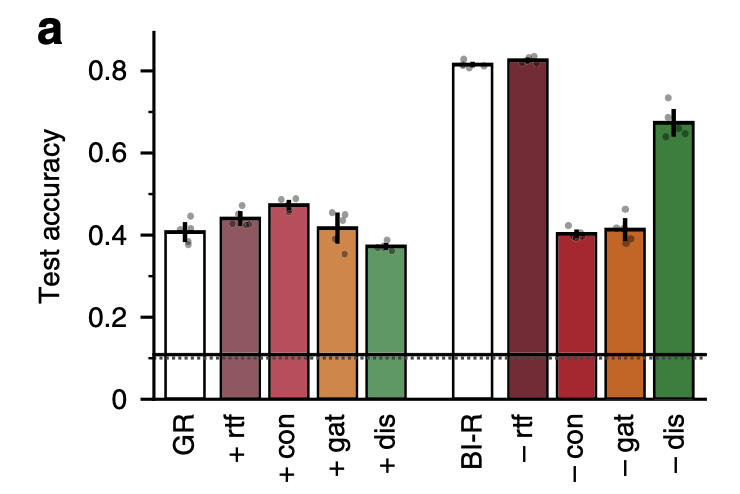 a
Test accuracy
0.8
0.6
0.4
0.2
0
GR
+ rtf
+ con
+ gat
+ dis
BI-R
– rtf
– con
– gat
– dis